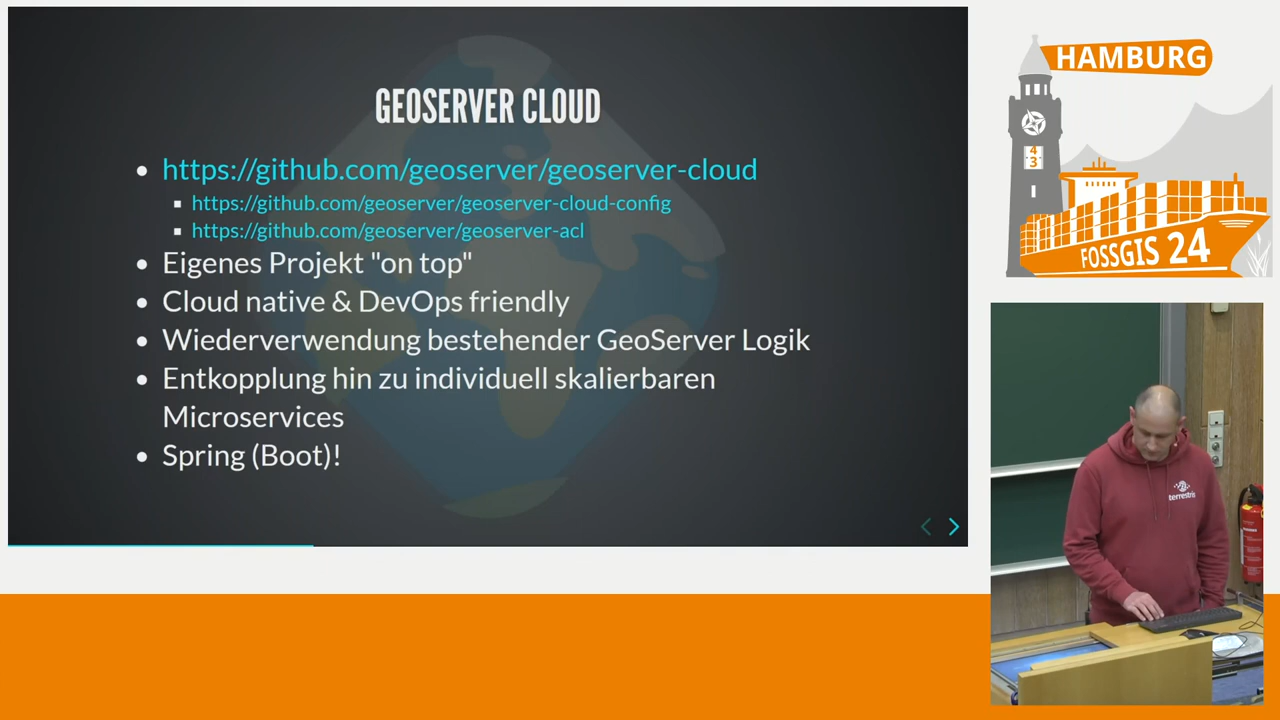 GEOSERVER CLOUD
https://github.com/geoserver/geoserver-cloud
https://github.com/geoserver/geoserver-cloud-config
https://github.com/geoserver/geoserver-acl
Eigenes Projekt "on top"
Cloud native & DevOps friendly
Wiederverwendung bestehender GeoServer Logik
Entkopplung hin zu individuell skalierbaren
Microservices
Spring (Boot)!
HAMBURG
4
3
FOSSGIS 24
terrestris